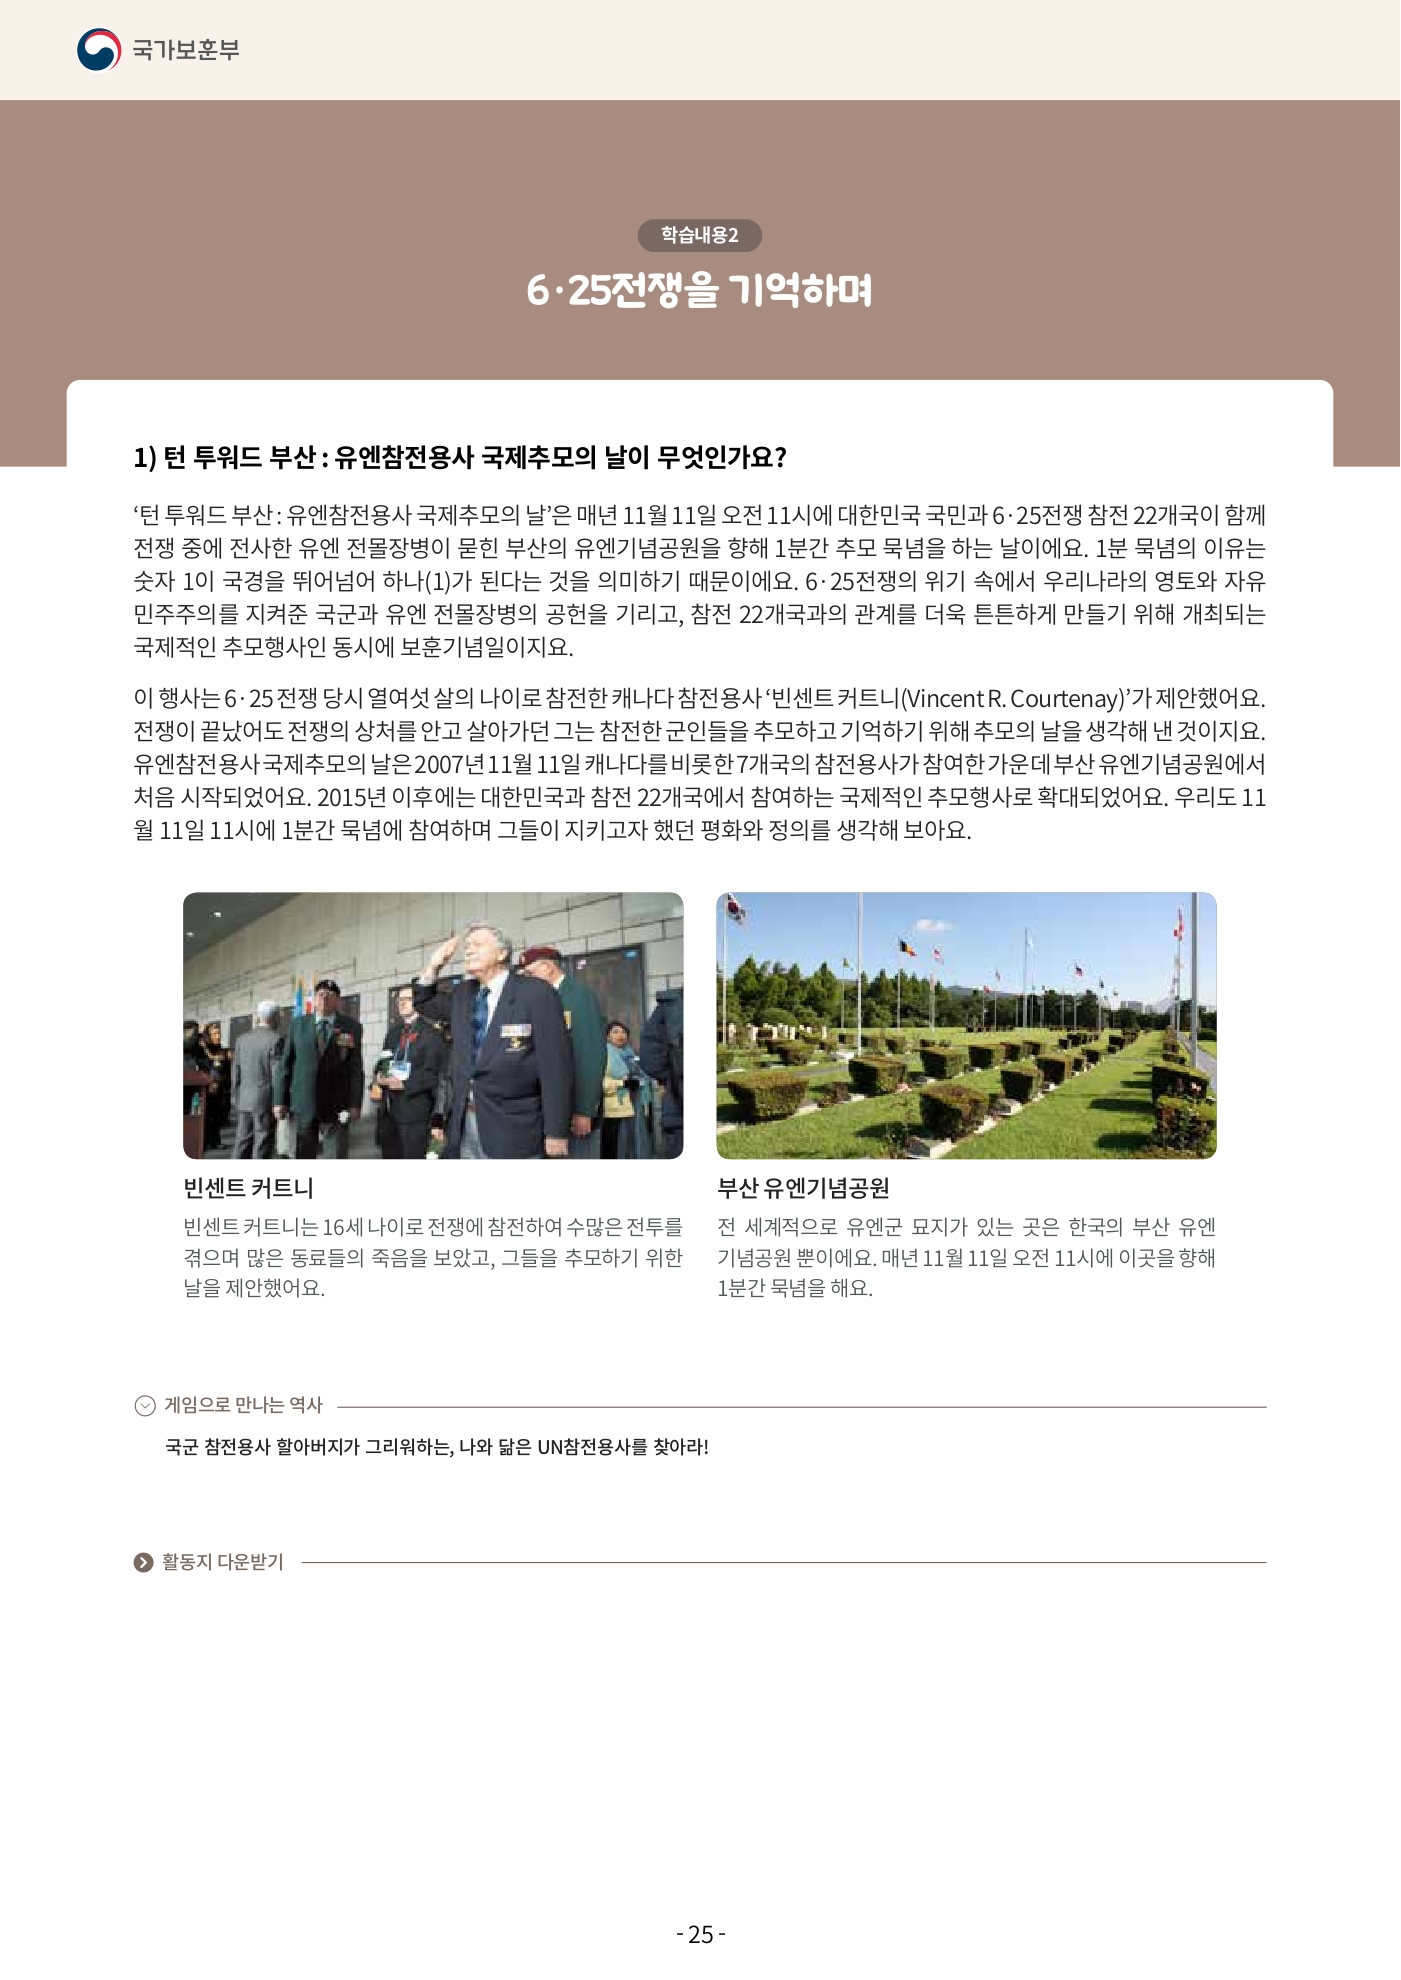 국가보훈부
학습내용2
6·25전쟁을 기억하며
1) 턴 투워드 부산 : 유엔참전용사 국제추모의 날이 무엇인가요?
‘턴 투워드 부산 : 유엔참전용사 국제추모의 날’은 매년 11월 11일 오전 11시에 대한민국 국민과 6·25전쟁 참전 22개국이 함께
전쟁 중에 전사한 유엔 전몰장병이 묻힌 부산의 유엔기념공원을 향해 1분간 추모 묵념을 하는 날이에요. 1분 묵념의 이유는
숫자 1이 국경을 뛰어넘어 하나(1)가 된다는 것을 의미하기 때문이에요. 6·25전쟁의 위기 속에서 우리나라의 영토와 자유
민주주의를 지켜준 국군과 유엔 전몰장병의 공헌을 기리고, 참전 22개국과의 관계를 더욱 튼튼하게 만들기 위해 개최되는
국제적인 추모행사인 동시에 보훈기념일이지요.
이 행사는 6·25 전쟁 당시 열여섯 살의 나이로 참전한 캐나다 참전용사 ‘빈센트 커트니(Vincent R. Courtenay)’가 제안했어요.
전쟁이 끝났어도 전쟁의 상처를 안고 살아가던 그는 참전한 군인들을 추모하고 기억하기 위해 추모의 날을 생각해 낸 것이지요.
유엔참전용사 국제추모의 날은 2007년 11월 11일 캐나다를 비롯한 7개국의 참전용사가 참여한 가운데 부산 유엔기념공원에서
처음 시작되었어요. 2015년 이후에는 대한민국과 참전 22개국에서 참여하는 국제적인 추모행사로 확대되었어요. 우리도 11
월 11일 11시에 1분간 묵념에 참여하며 그들이 지키고자 했던 평화와 정의를 생각해 보아요.
빈센트 커트니
빈센트 커트니는 16세 나이로 전쟁에 참전하여 수많은 전투를
겪으며 많은 동료들의 죽음을 보았고, 그들을 추모하기 위한
날을 제안했어요.
부산 유엔기념공원
전 세계적으로 유엔군 묘지가 있는 곳은 한국의 부산 유엔
기념공원 뿐이에요. 매년 11월 11일 오전 11시에 이곳을 향해
1분간 묵념을 해요.
게임으로 만나는 역사
국군 참전용사 할아버지가 그리워하는, 나와 닮은 UN참전용사를 찾아라!
활동지 다운받기
- 25 -